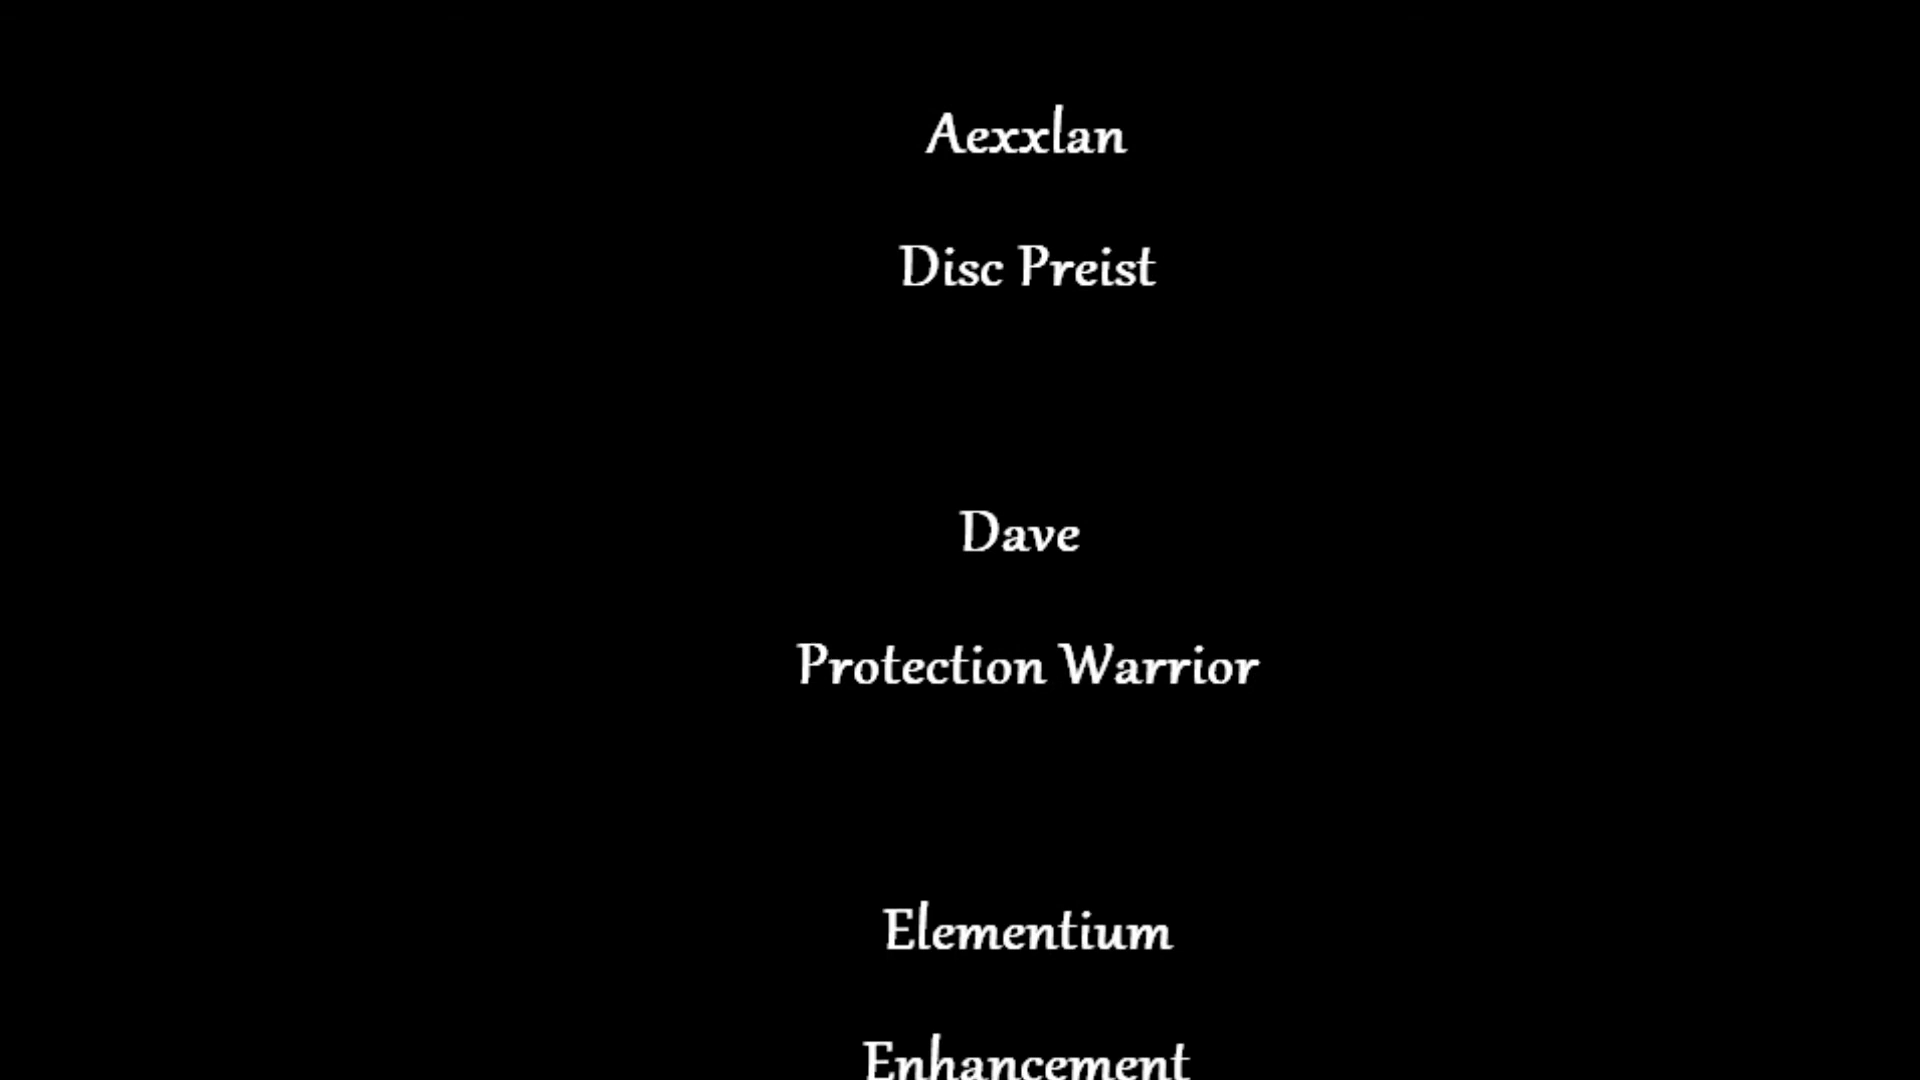 Aexxlan
Disc Preist
Dave
Protection Warrior
Elementium
Enhancement